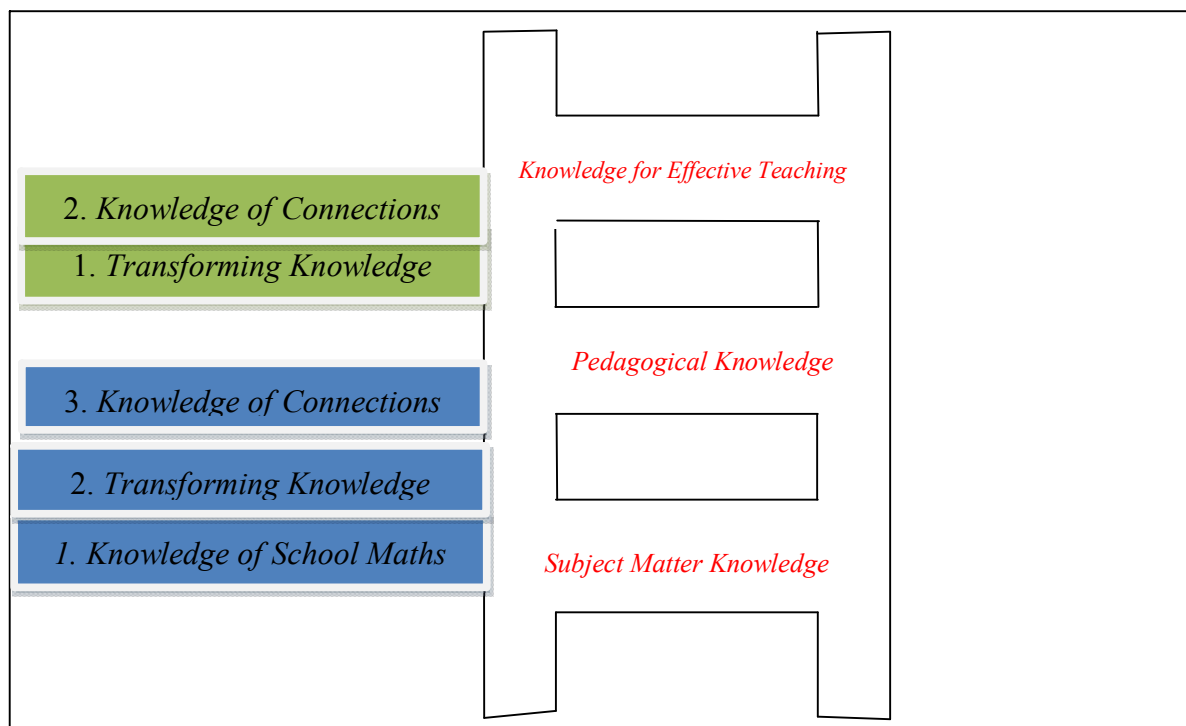 Knowledge for Effective Teaching
2. Knowledge of Connections
1. Transforming Knowledge
Pedagogical Knowledge
3. Knowledge of Connections
2. Transforming Knowledge
1. Knowledge of School Maths
Subject Matter Knowledge